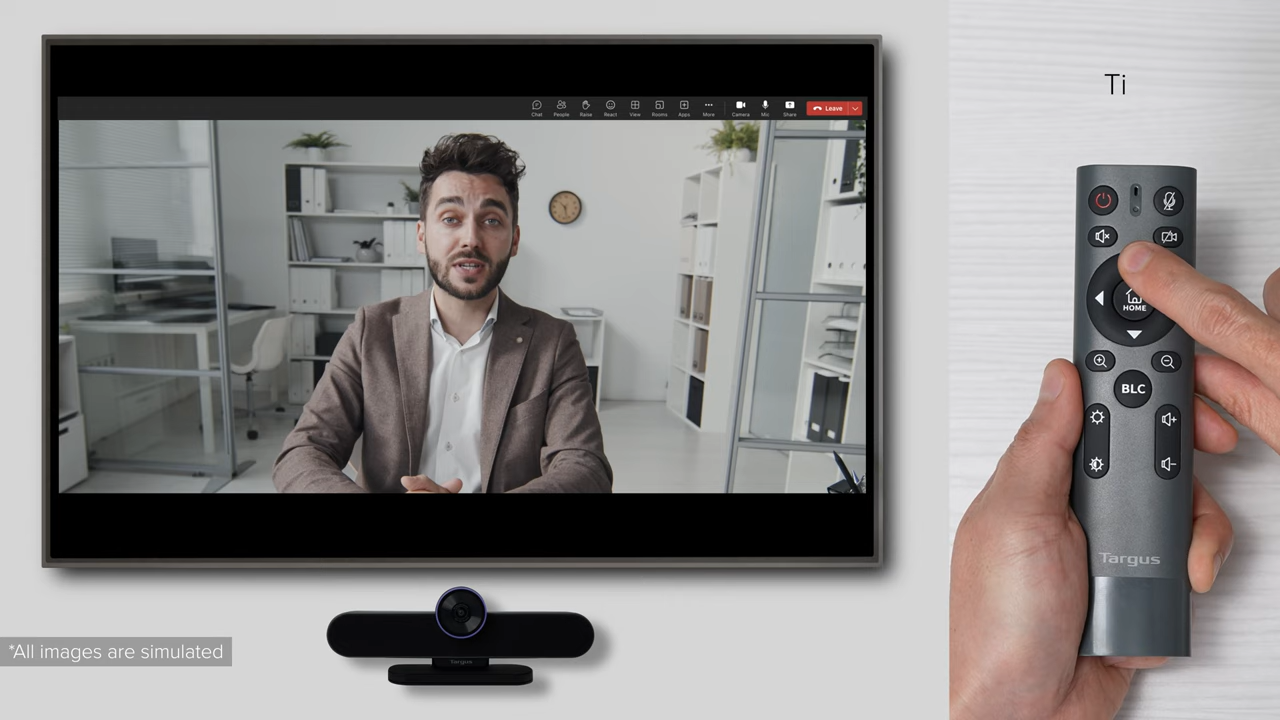 Ti
Chat People Raise React View Rooms Apps More Camera Mic Share Leave
HOME
BLC
Targus
Targus
*All images are simulated